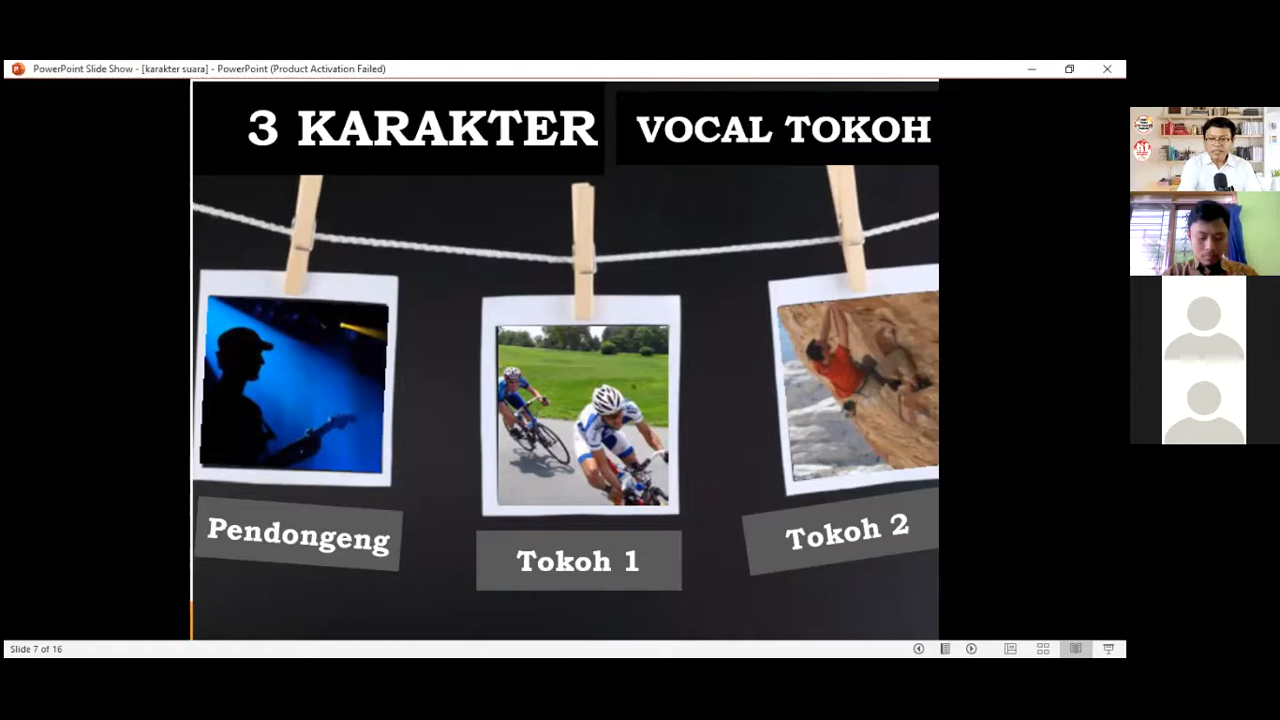 PowerPoint Slide Show - [karakter suara] - PowerPoint (Product Activation Failed)
3 KARAKTER
VOCAL TOKOH
Pendongeng
Tokoh 1
Tokoh 2
Slide 7 of 16